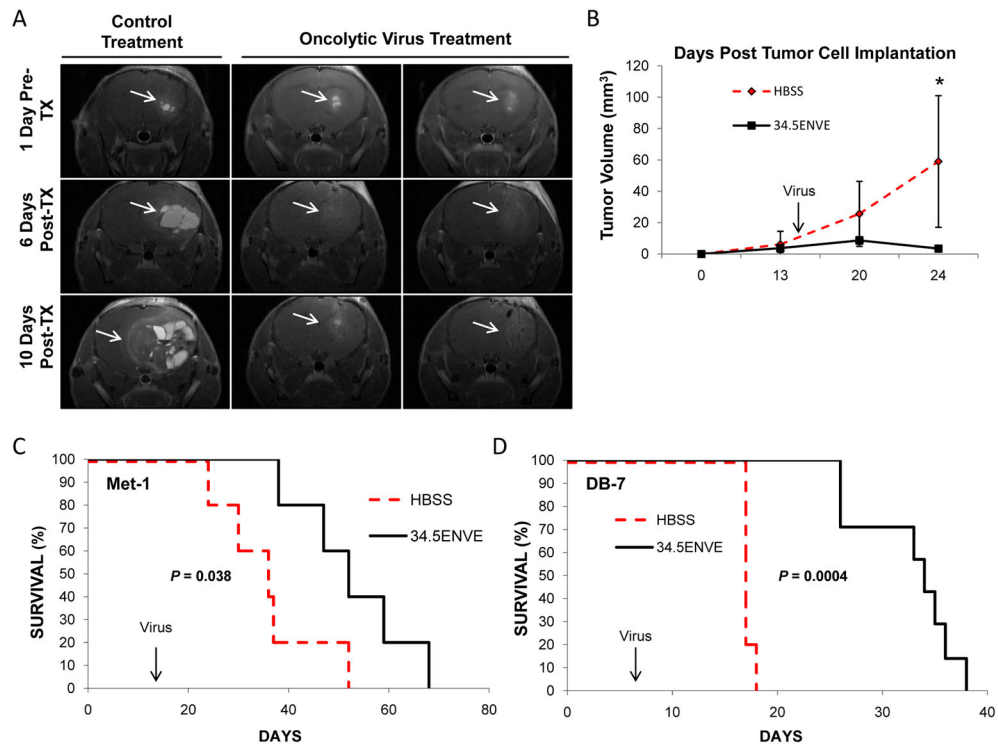 A
Control
Treatment
Oncolytic Virus Treatment
1 Day Pre-
TX
6 Days
Post-TX
10 Days
Post-TX
B
Days Post Tumor Cell Implantation
Tumor Volume (mm³)
120
100
80
60
40
20
0
HBSS
34.5ENVE
*
Virus
0 13 20 24
C
SURVIVAL (%)
100
90
80
70
60
50
40
30
20
10
0
Met-1
HBSS
34.5ENVE
P = 0.038
Virus
0 20 40 60 80
DAYS
D
SURVIVAL (%)
100
90
80
70
60
50
40
30
20
10
0
DB-7
HBSS
34.5ENVE
P = 0.0004
Virus
0 10 20 30 40
DAYS